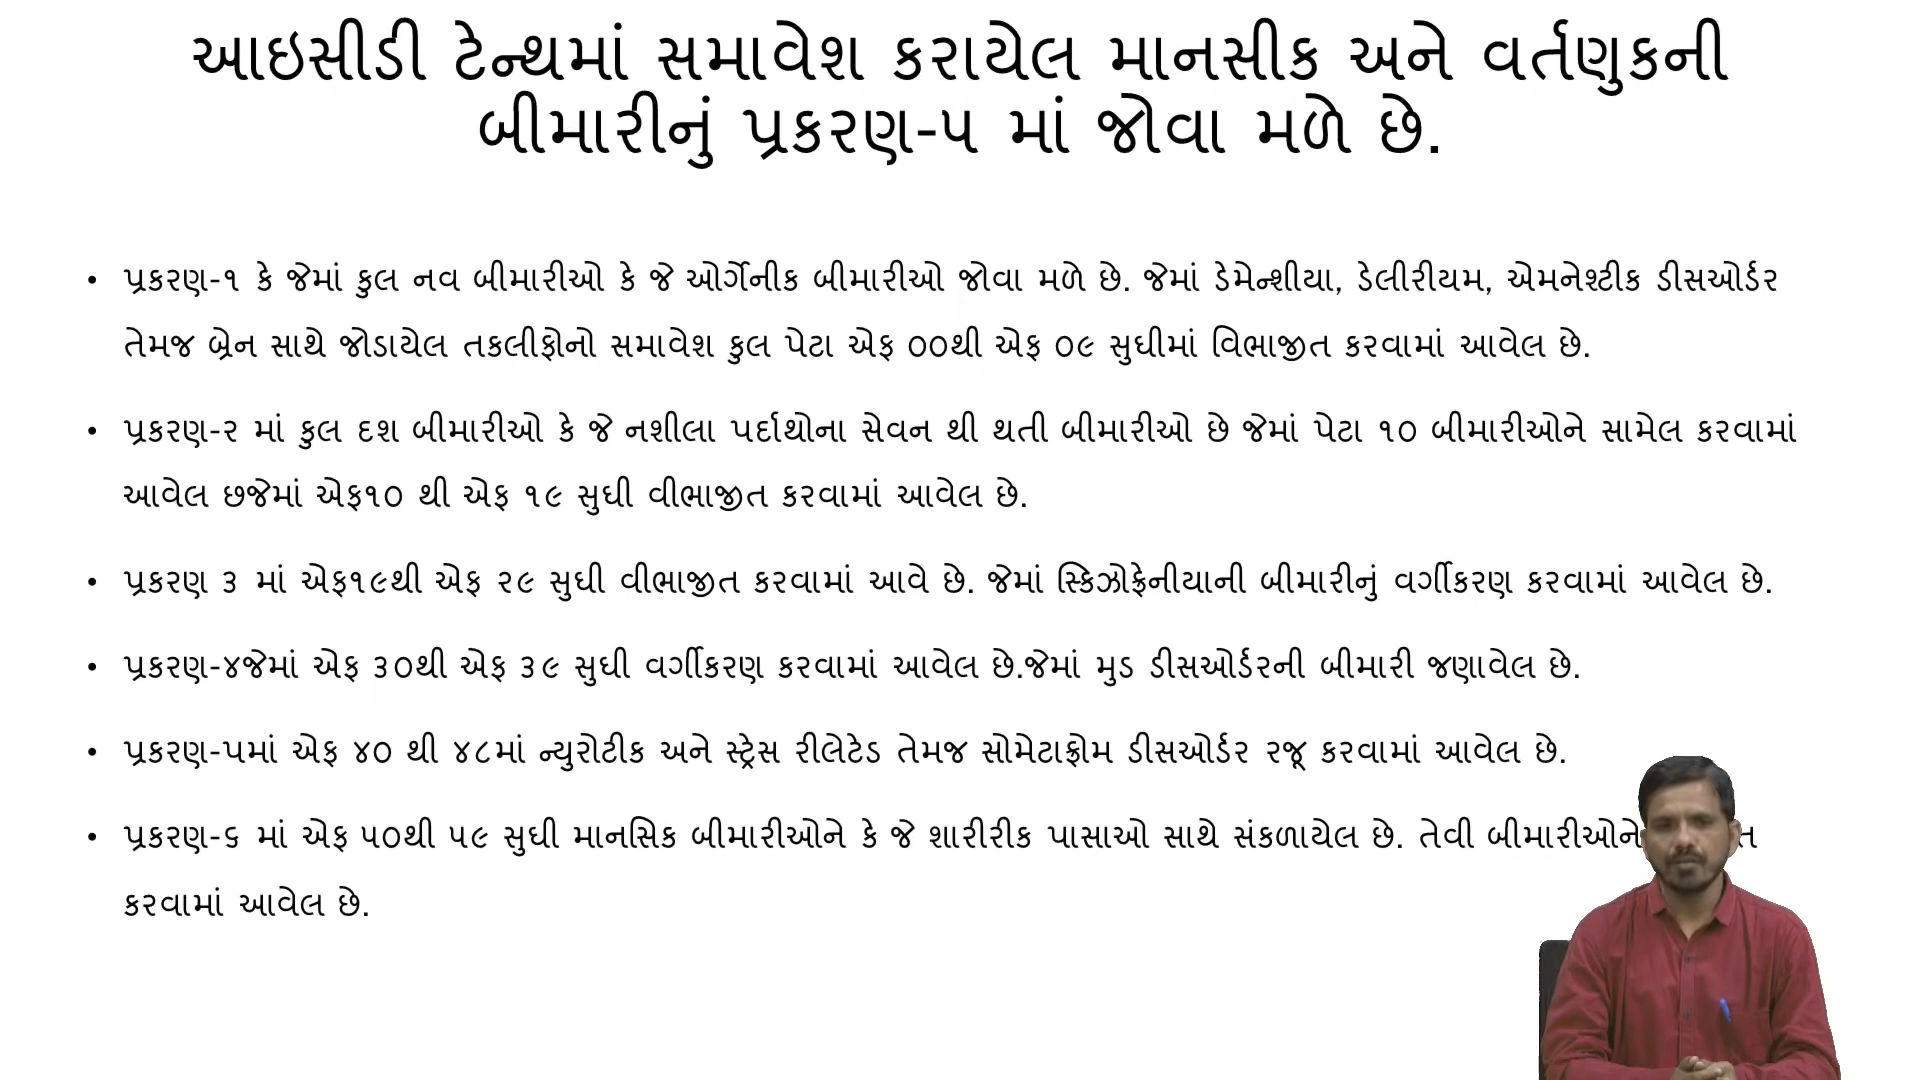 આઇસીડી ટેન્થમાં સમાવેશ કરાયેલ માનસીક અને વર્તણુકની
બીમારીનું પ્રકરણ-૫ માં જોવા મળે છે.
• પ્રકરણ-૧ કે જેમાં કુલ નવ બીમારીઓ કે જે ઓર્ગેનીક બીમારીઓ જોવા મળે છે. જેમાં ડેમેન્શીયા, ડેલીરીયમ, એમનેશ્ટીક ડીસઓર્ડર
તેમજ બ્રેન સાથે જોડાયેલ તકલીફોનો સમાવેશ કુલ પેટા એફ ૦૦થી એફ ૦૯ સુધીમાં વિભાજીત કરવામાં આવેલ છે.
• પ્રકરણ-૨ માં કુલ દશ બીમારીઓ કે જે નશીલા પર્દાથોના સેવન થી થતી બીમારીઓ છે જેમાં પેટા ૧૦ બીમારીઓને સામેલ કરવામાં
આવેલ છજેમાં એફ૧૦ થી એફ ૧૯ સુધી વીભાજીત કરવામાં આવેલ છે.
• પ્રકરણ ૩ માં એફ૧૯થી એફ ૨૯ સુધી વીભાજીત કરવામાં આવે છે. જેમાં સ્કિઝોફ્રેનીયાની બીમારીનું વર્ગીકરણ કરવામાં આવેલ છે.
• પ્રકરણ-૪જેમાં એફ ૩૦થી એફ ૩૯ સુધી વર્ગીકરણ કરવામાં આવેલ છે.જેમાં મુડ ડીસઓર્ડરની બીમારી જણાવેલ છે.
• પ્રકરણ-૫માં એફ ૪૦ થી ૪૮માં ન્યુરોટીક અને સ્ટ્રેસ રીલેટેડ તેમજ સોમેટાફ્રોમ ડીસઓર્ડર રજૂ કરવામાં આવેલ છે.
• પ્રકરણ-૬ માં એફ ૫૦થી ૫૯ સુધી માનસિક બીમારીઓને કે જે શારીરીક પાસાઓ સાથે સંકળાયેલ છે. તેવી બીમારીઓને
કરવામાં આવેલ છે.